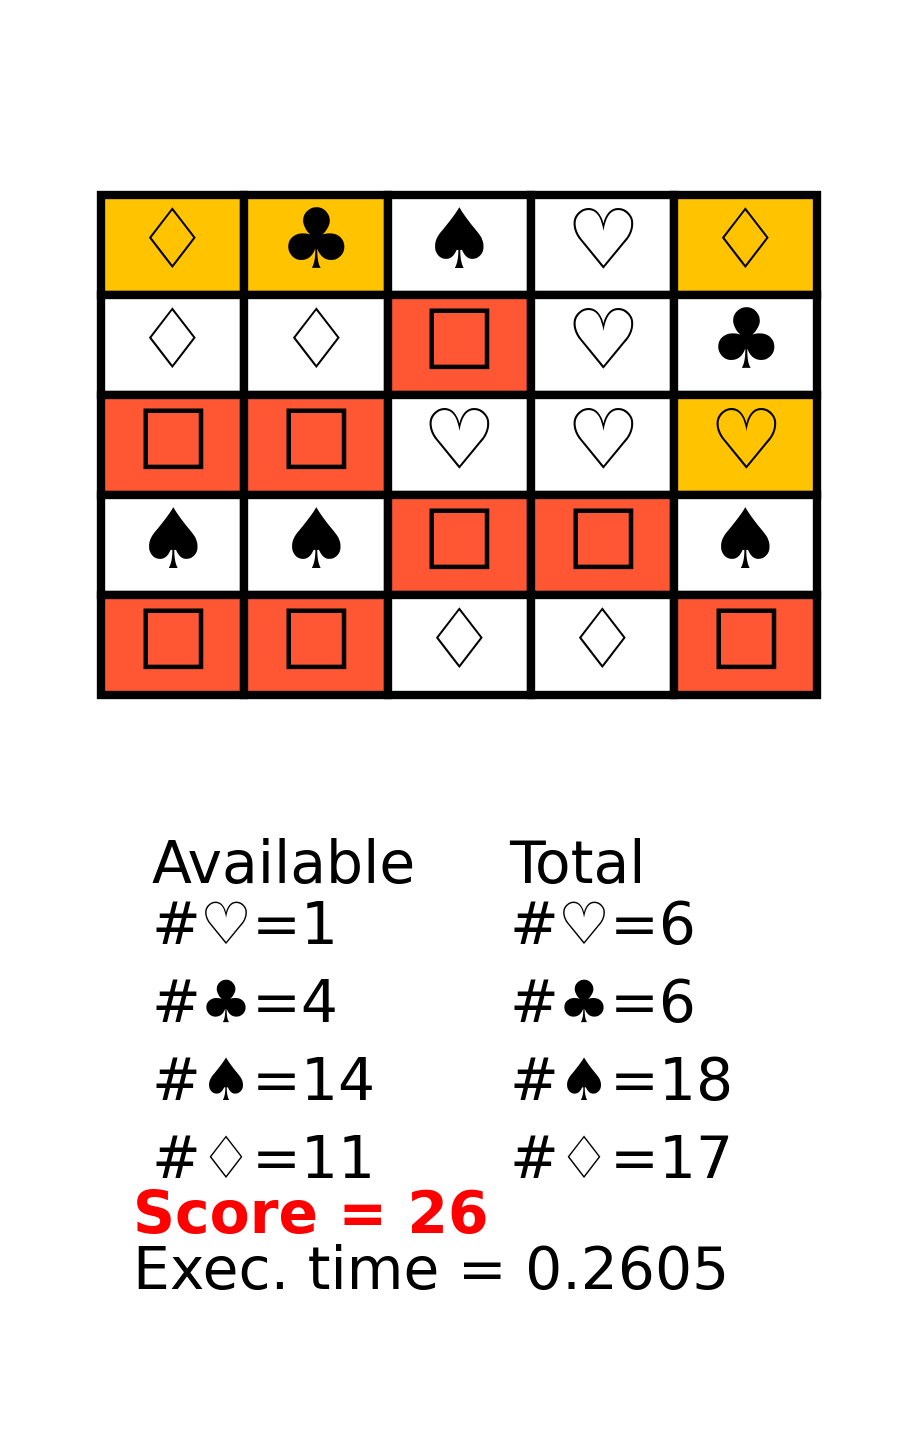 ♢ ♣ ♠ ♡ ♢
♢ ♢ □ ♡ ♣
□ □ ♡ ♡ ♡
♠ ♠ □ □ ♠
□ □ ♢ ♢ □
Available Total
#♡=1 #♡=6
#♣=4 #♣=6
#♠=14 #♠=18
#♢=11 #♢=17
Score = 26
Exec. time = 0.2605